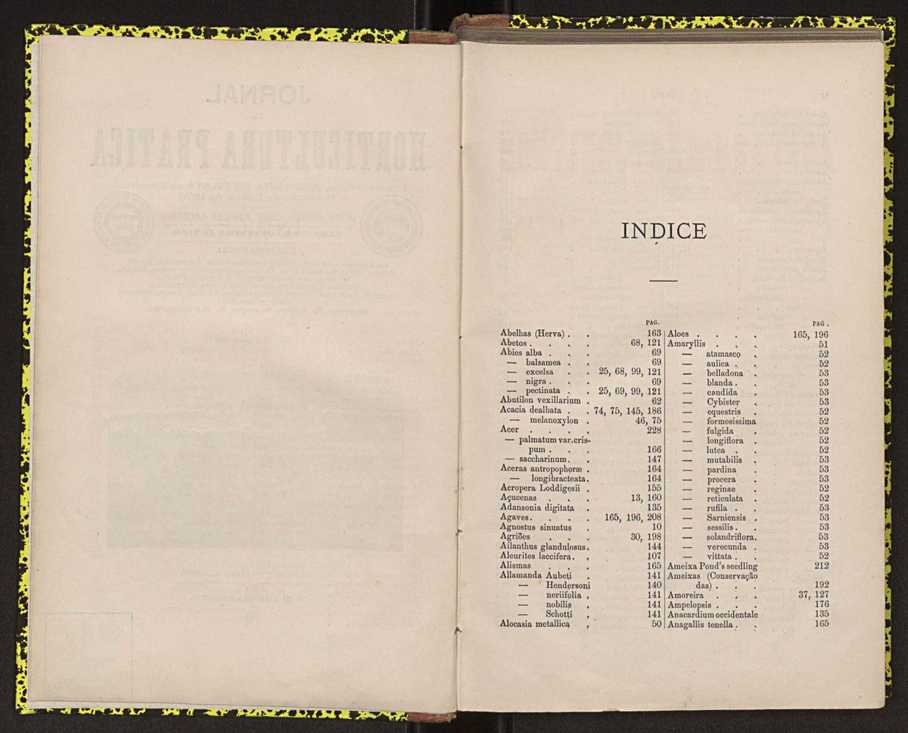 JORNAL
HORTICULTURA PRATICA
INDICE
PAG.
Abelhas (Herva) . . 163
Abetos . . . . 68, 121
Abies alba . . . 69
— balsamea . . 69
— excelsa . . 25, 68, 99, 121
— nigra . . . 69
— pectinata . . 25, 69, 99, 121
Abutilon vexillarium . 62
Acacia dealbata . . 74, 75, 145, 186
— melanoxylon . 46, 75
Acer . . . . 228
— palmatum var. cris-
pum . . . 166
— saccharinum . . 147
Aceras antropophoræ . 164
— longibracteata . 164
Acropera Loddigesii . 155
Açucenas . . . 13, 160
Adansonia digitata . 135
Agaves . . . . 165, 196, 208
Agnostus sinuatus . 10
Agriões . . . 30, 198
Ailanthus glandulosus . 144
Aleurites laccifera . . 107
Alismas . . . 165
Allamanda Aubeti . 141
— Hendersoni 140
— neriifolia . 141
— nobilis . 141
— Schotti . 141
Alocasia metallica . 50
PAG.
Aloes . . . . 165, 196
Amaryllis . . . 51
— atamasco . 52
— aulica . . 52
— belladona . 53
— blanda . . 53
— candida . 53
— Cybister . 53
— equestris . 52
— formosissima 52
— fulgida . 52
— longiflora . 52
— lutea . . 52
— mutabilis . 53
— pardina . 53
— procera . 53
— reginae . 52
— reticulata . 52
— rufila . . 53
— Sarniensis . 53
— sessilis . . 53
— solandriflora . 53
— verecunda . 53
— vittata . . 52
Ameixa Pond's seedling 212
Ameixas (Conservação
das) . . . 192
Amoreira . . . 37, 127
Ampelopsis . . . 176
Anacardium occidentale 135
Anagallis tenella . . 165